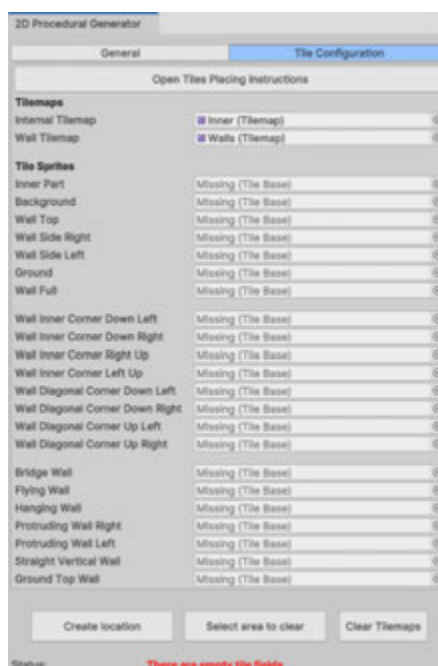 2D Procedural Generator
General Tile Configuration
Open Tiles Placing Instructions
Tilemaps
Internal Tilemap Inner (Tilemap)
Wall Tilemap Walls (Tilemap)
Tile Sprites
Inner Part Missing (Tile Base)
Background Missing (Tile Base)
Wall Top Missing (Tile Base)
Wall Side Right Missing (Tile Base)
Wall Side Left Missing (Tile Base)
Ground Missing (Tile Base)
Wall Full Missing (Tile Base)
Wall Inner Corner Down Left Missing (Tile Base)
Wall Inner Corner Down Right Missing (Tile Base)
Wall Inner Corner Right Up Missing (Tile Base)
Wall Inner Corner Left Up Missing (Tile Base)
Wall Diagonal Corner Down Left Missing (Tile Base)
Wall Diagonal Corner Down Right Missing (Tile Base)
Wall Diagonal Corner Up Left Missing (Tile Base)
Wall Diagonal Corner Up Right Missing (Tile Base)
Bridge Wall Missing (Tile Base)
Flying Wall Missing (Tile Base)
Hanging Wall Missing (Tile Base)
Protruding Wall Right Missing (Tile Base)
Protruding Wall Left Missing (Tile Base)
Straight Vertical Wall Missing (Tile Base)
Ground Top Wall Missing (Tile Base)
Create location Select area to clear Clear Tilemaps
Status: There are empty tile fields